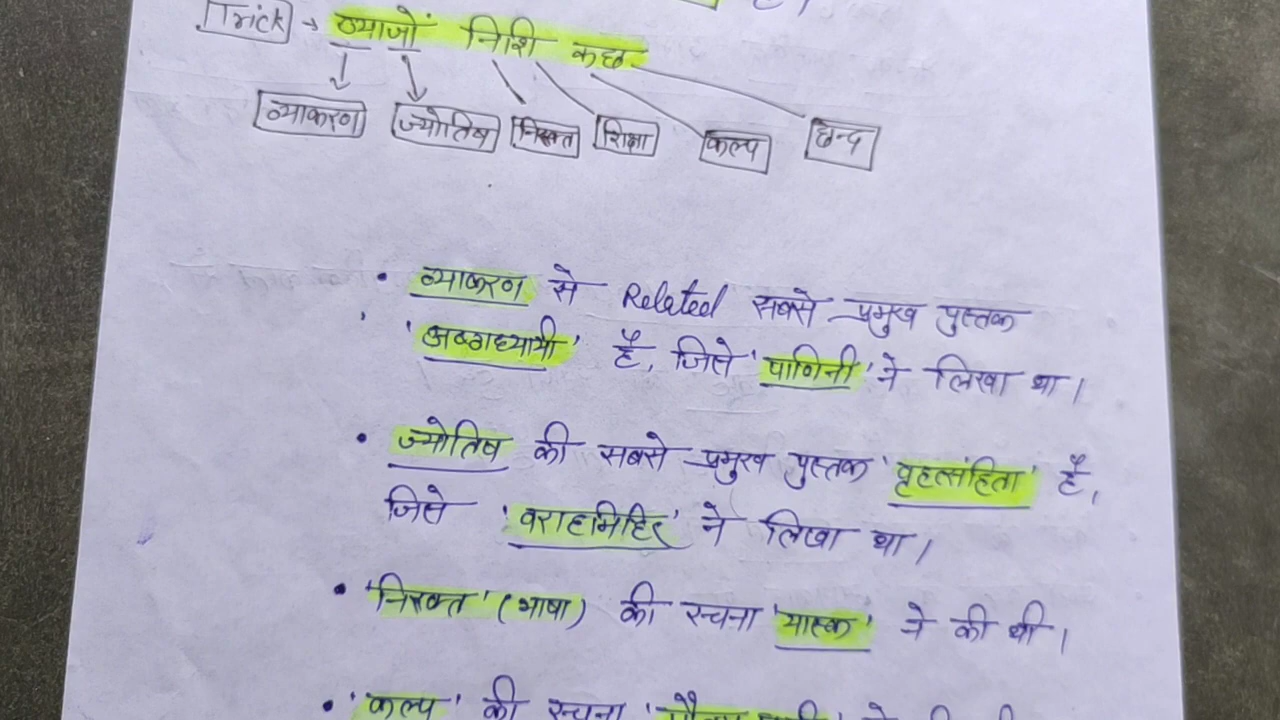 Trick → व्याजों निशि कछ
व्याकरण ज्योतिष निरुक्त शिक्षा कल्प छन्द
• व्याकरण से Related सबसे प्रमुख पुस्तक
'अष्टाध्यायी' है, जिसे 'पाणिनी' ने लिखा था।
• ज्योतिष की सबसे प्रमुख पुस्तक 'वृहत्संहिता' है,
जिसे 'वराहमिहिर' ने लिखा था।
• 'निरुक्त' (भाषा) की रचना 'यास्क' ने की थी।
• 'कल्प' की रचना